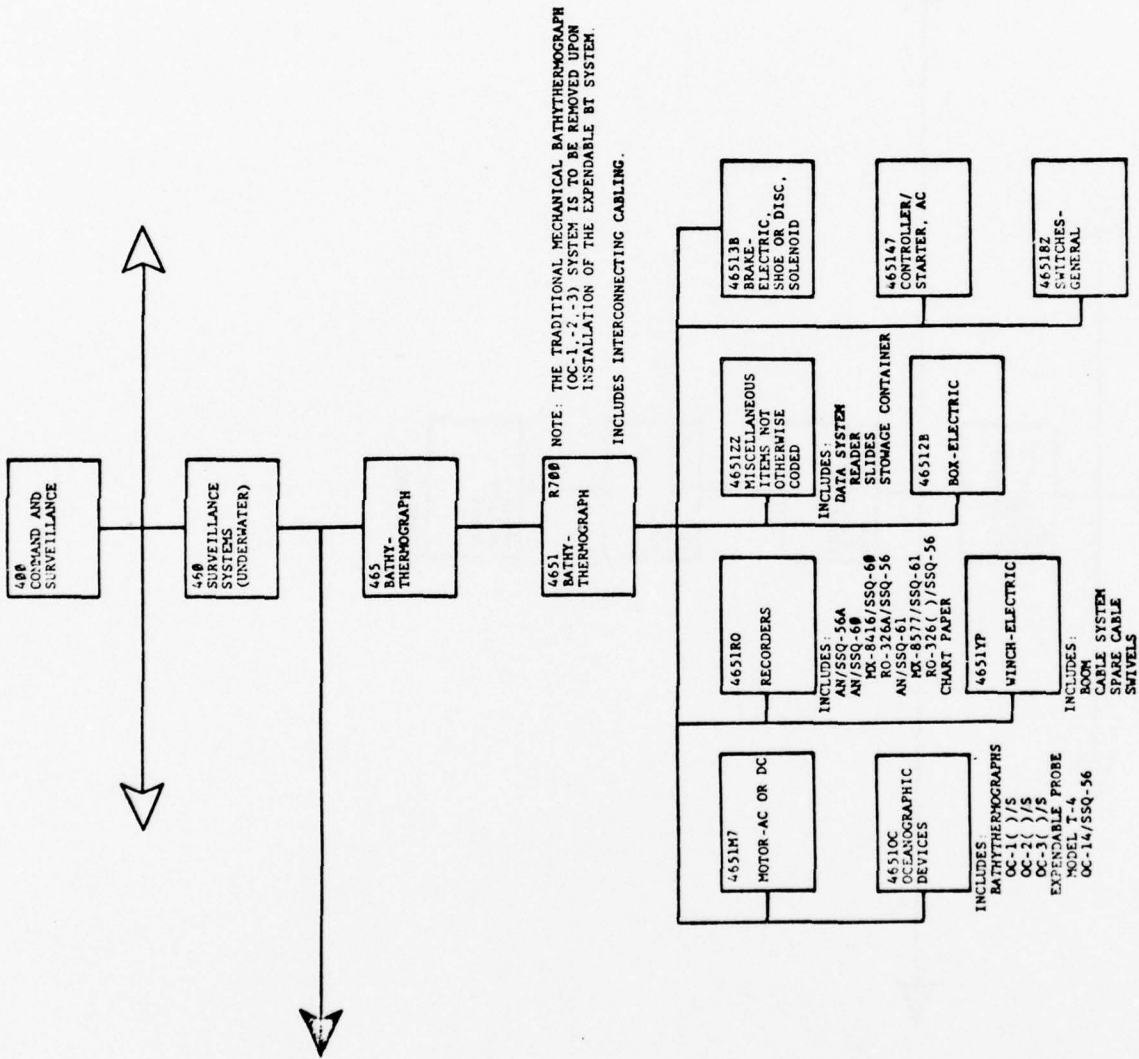 400
COMMAND AND
SURVEILLANCE
460
SURVEILLANCE
SYSTEMS
(UNDERWATER)
465
BATHY-
THERMOGRAPH
4651 R700
BATHY-
THERMOGRAPH
NOTE: THE TRADITIONAL MECHANICAL BATHYTHERMOGRAPH
(OC-1,-2,-3) SYSTEM IS TO BE REMOVED UPON
INSTALLATION OF THE EXPENDABLE BT SYSTEM.
INCLUDES INTERCONNECTING CABLING.
4651M7
MOTOR-AC OR DC
4651OC
OCEANOGRAPHIC
DEVICES
INCLUDES:
BATHYTHERMOGRAPHS
OC-1( )/S
OC-2( )/S
OC-3( )/S
EXPENDABLE PROBE
MODEL T-4
OC-14/SSQ-56
4651RO
RECORDERS
INCLUDES:
AN/SSQ-56A
AN/SSQ-60
MX-8416/SSQ-60
RO-326A/SSQ-56
AN/SSQ-61
MX-8577/SSQ-61
RO-326( )/SSQ-56
CHART PAPER
4651YP
WINCH-ELECTRIC
INCLUDES:
BOOM
CABLE SYSTEM
SPARE CABLE
SWIVELS
4651ZZ
MISCELLANEOUS
ITEMS NOT
OTHERWISE
CODED
INCLUDES:
DATA SYSTEM
READER
SLIDES
STOWAGE CONTAINER
46512B
BOX-ELECTRIC
46513B
BRAKE-
ELECTRIC,
SHOE OR DISC,
SOLENOID
465147
CONTROLLER/
STARTER, AC
46518Z
SWITCHES-
GENERAL